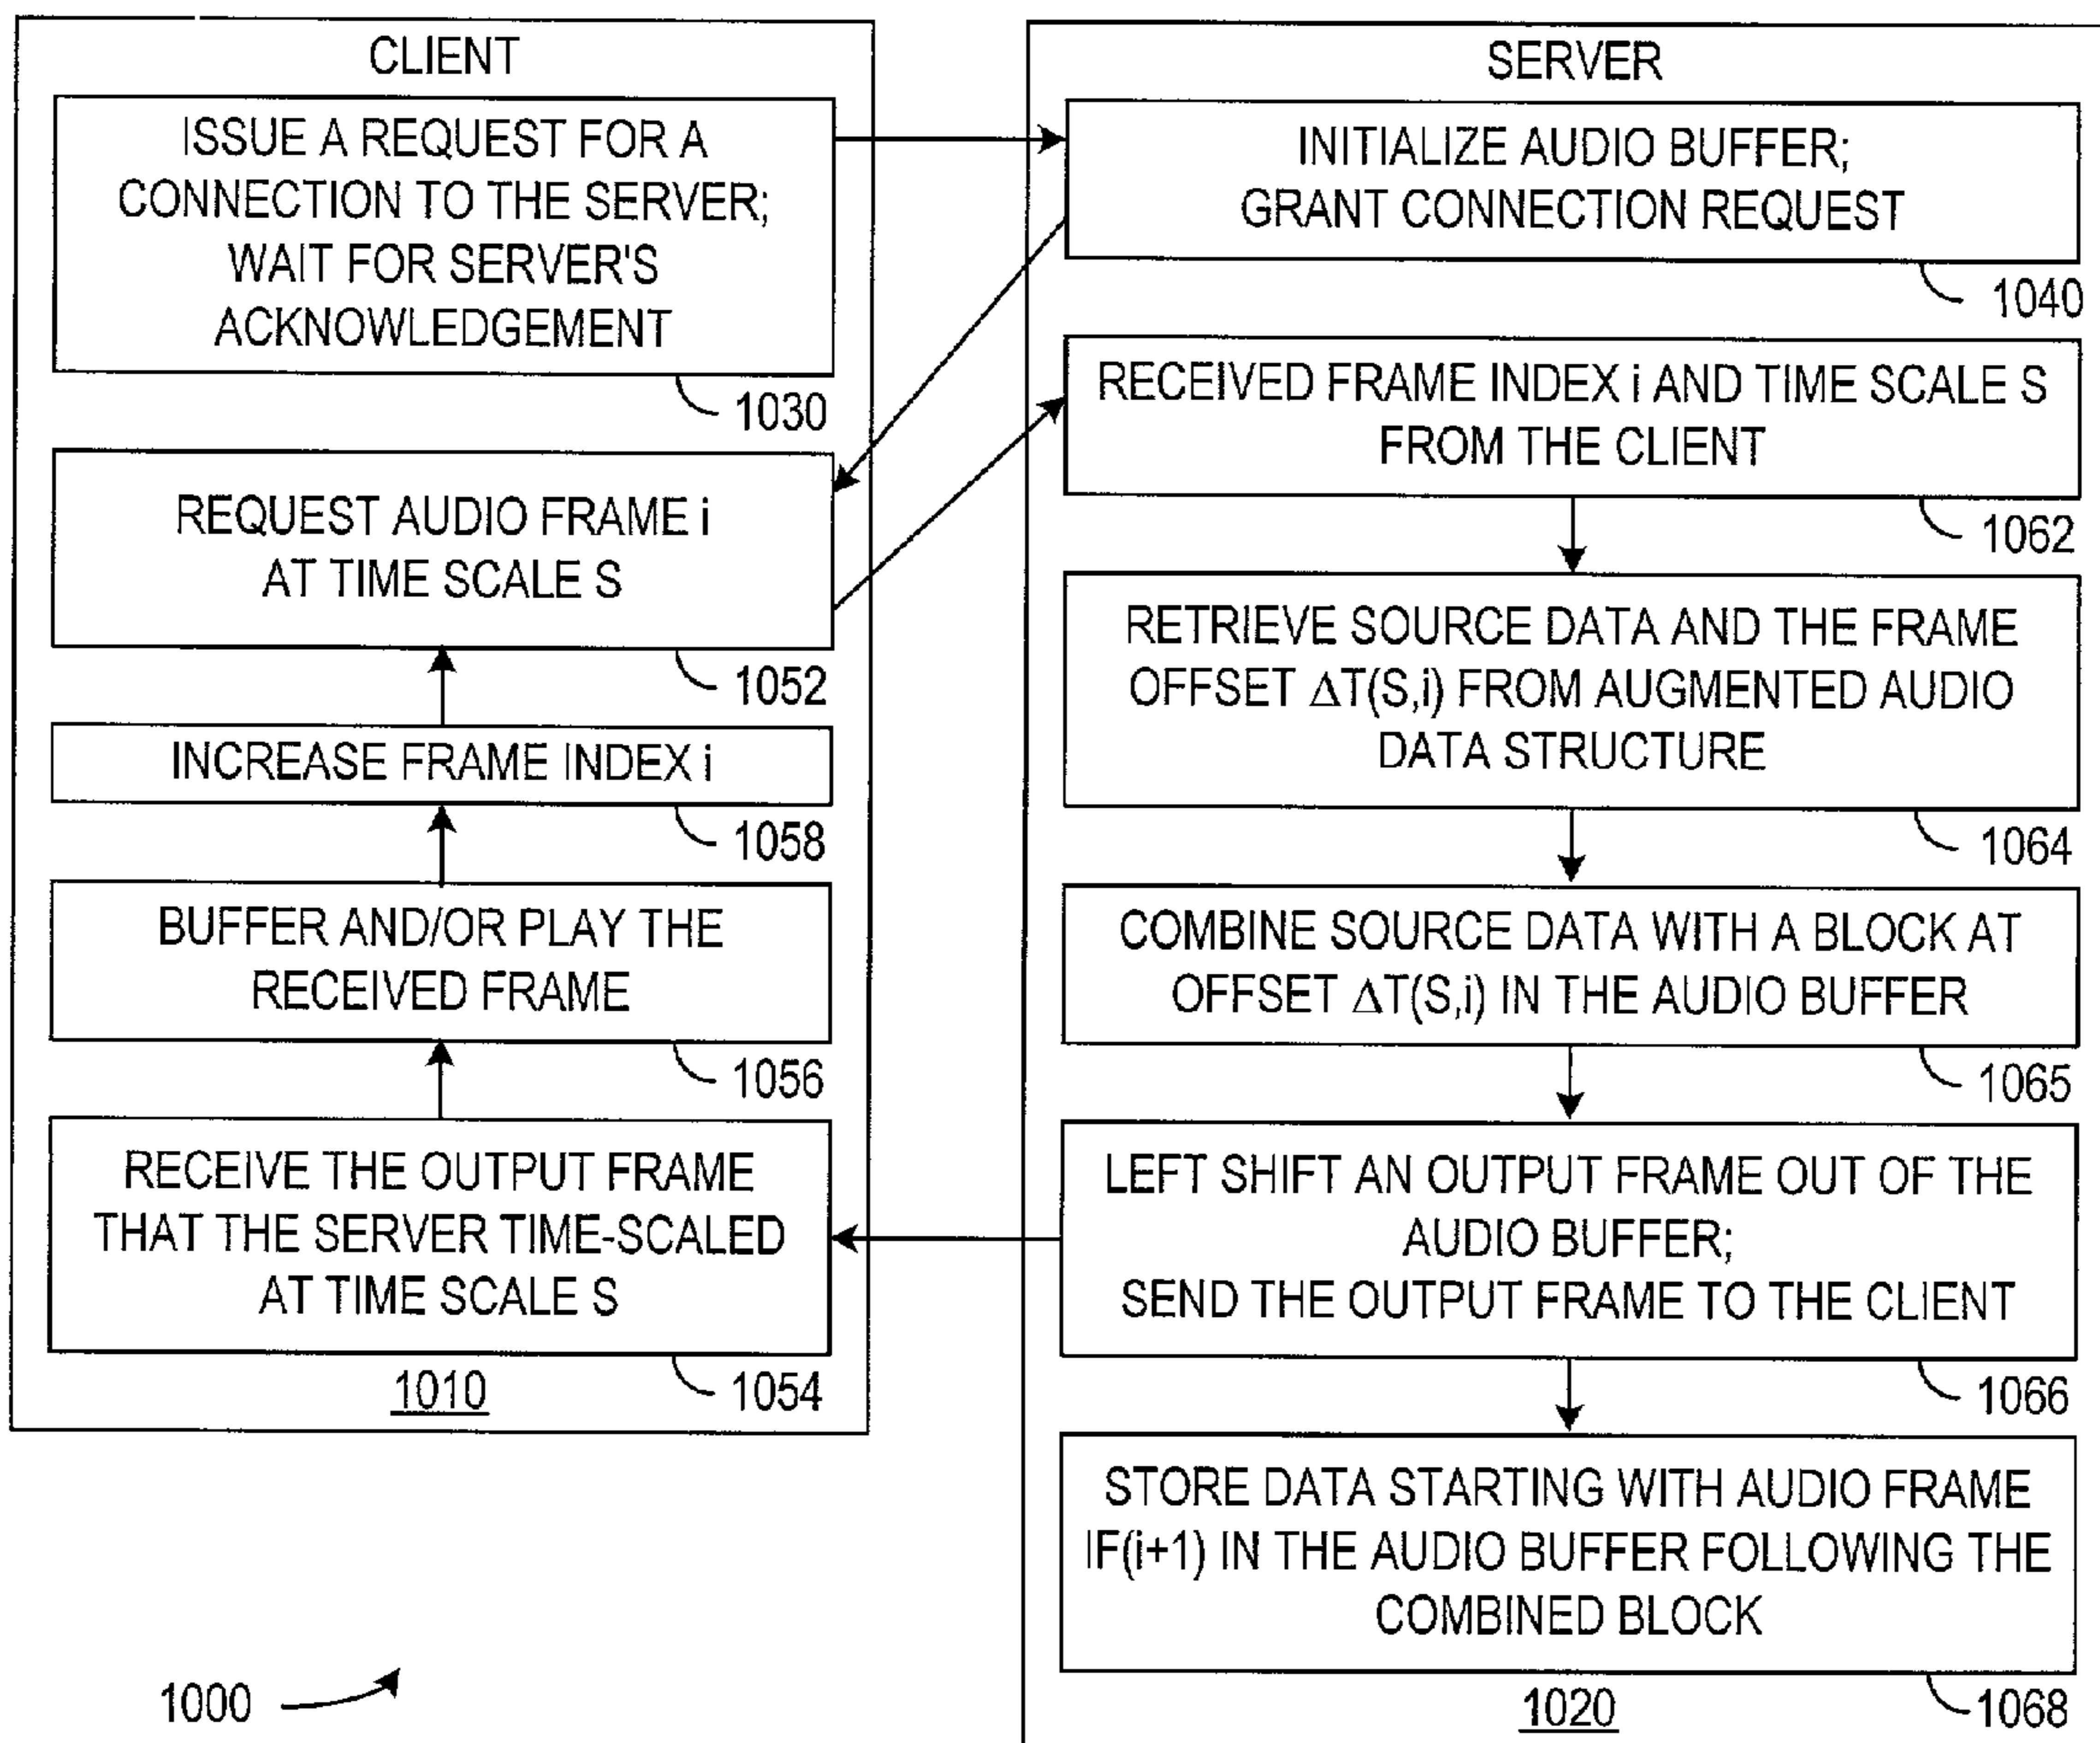 CLIENT
ISSUE A REQUEST FOR A
CONNECTION TO THE SERVER;
WAIT FOR SERVER'S
ACKNOWLEDGEMENT
1030
REQUEST AUDIO FRAME i
AT TIME SCALE S
1052
INCREASE FRAME INDEX i
1058
BUFFER AND/OR PLAY THE
RECEIVED FRAME
1056
RECEIVE THE OUTPUT FRAME
THAT THE SERVER TIME-SCALED
AT TIME SCALE S
1054
1010
SERVER
INITIALIZE AUDIO BUFFER;
GRANT CONNECTION REQUEST
1040
RECEIVED FRAME INDEX i AND TIME SCALE S
FROM THE CLIENT
1062
RETRIEVE SOURCE DATA AND THE FRAME
OFFSET ΔT(S,i) FROM AUGMENTED AUDIO
DATA STRUCTURE
1064
COMBINE SOURCE DATA WITH A BLOCK AT
OFFSET ΔT(S,i) IN THE AUDIO BUFFER
1065
LEFT SHIFT AN OUTPUT FRAME OUT OF THE
AUDIO BUFFER;
SEND THE OUTPUT FRAME TO THE CLIENT
1066
STORE DATA STARTING WITH AUDIO FRAME
IF(i+1) IN THE AUDIO BUFFER FOLLOWING THE
COMBINED BLOCK
1068
1020
1000